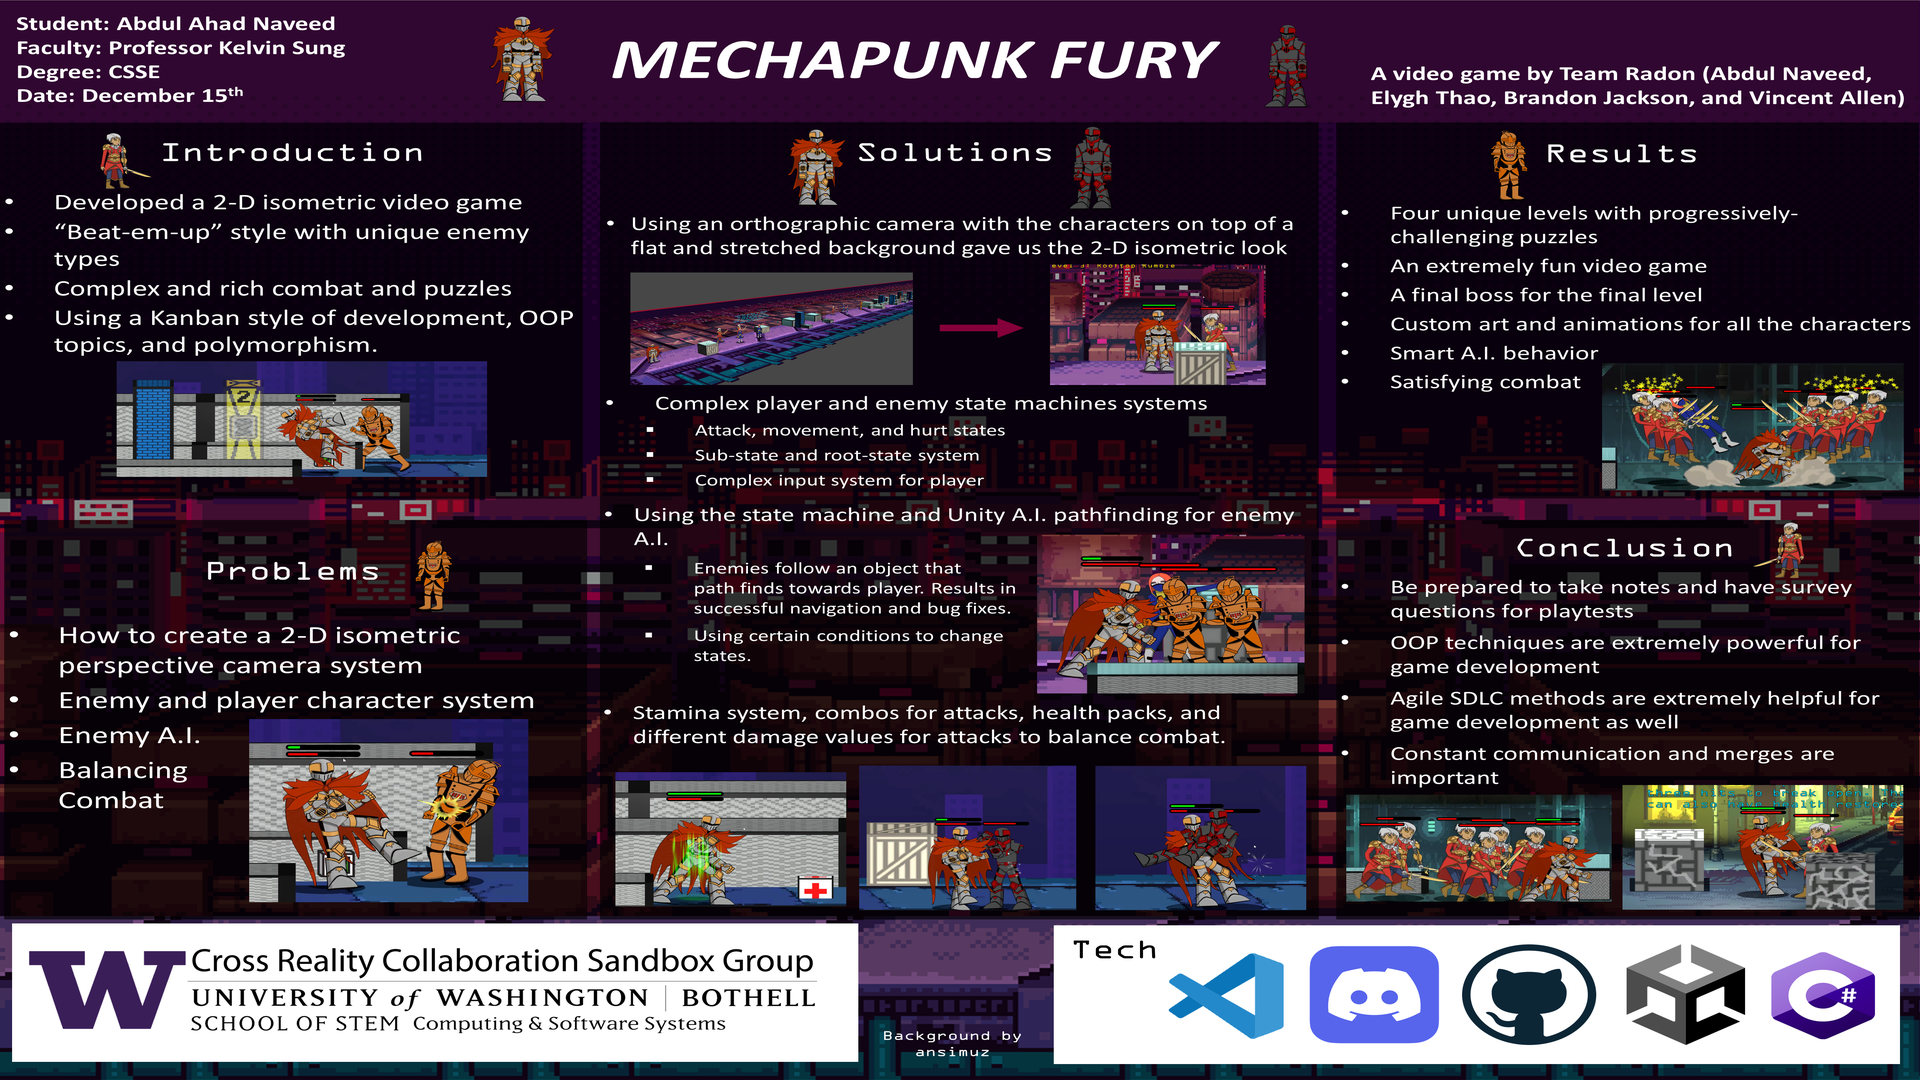 Student: Abdul Ahad Naveed
Faculty: Professor Kelvin Sung
Degree: CSSE
Date: December 15th
MECHAPUNK FURY
A video game by Team Radon (Abdul Naveed,
Elygh Thao, Brandon Jackson, and Vincent Allen)
Introduction
• Developed a 2-D isometric video game
• “Beat-em-up” style with unique enemy
types
• Complex and rich combat and puzzles
• Using a Kanban style of development, OOP
topics, and polymorphism.
2
Problems
• How to create a 2-D isometric
perspective camera system
• Enemy and player character system
• Enemy A.I.
• Balancing
Combat
Solutions
• Using an orthographic camera with the characters on top of a
flat and stretched background gave us the 2-D isometric look
Rooftop Rumble
• Complex player and enemy state machines systems
▪ Attack, movement, and hurt states
▪ Sub-state and root-state system
▪ Complex input system for player
• Using the state machine and Unity A.I. pathfinding for enemy
A.I.
▪ Enemies follow an object that
path finds towards player. Results in
successful navigation and bug fixes.
▪ Using certain conditions to change
states.
• Stamina system, combos for attacks, health packs, and
different damage values for attacks to balance combat.
Results
• Four unique levels with progressively-
challenging puzzles
• An extremely fun video game
• A final boss for the final level
• Custom art and animations for all the characters
• Smart A.I. behavior
• Satisfying combat
Conclusion
• Be prepared to take notes and have survey
questions for playtests
• OOP techniques are extremely powerful for
game development
• Agile SDLC methods are extremely helpful for
game development as well
• Constant communication and merges are
important
to break open.
can also have health
W
Cross Reality Collaboration Sandbox Group
UNIVERSITY of WASHINGTON | BOTHELL
SCHOOL OF STEM Computing & Software Systems
Background by
ansimuz
Tech
C#